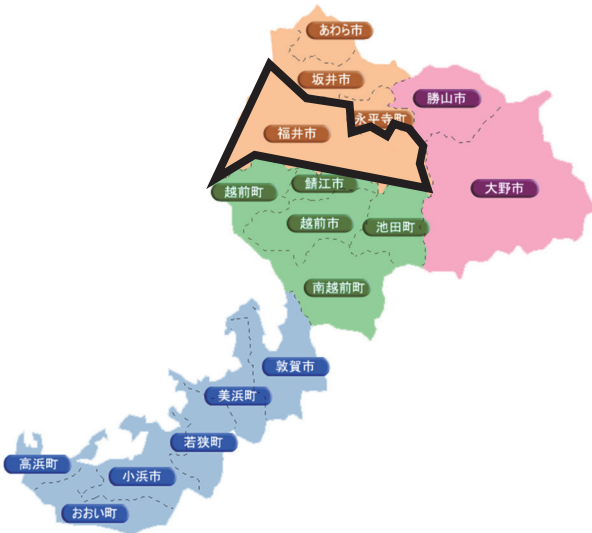 あわら市
坂井市
勝山市
永平寺町
福井市
鯖江市
越前町
大野市
越前市
池田町
南越前町
敦賀市
美浜町
若狭町
高浜町
小浜市
おおい町